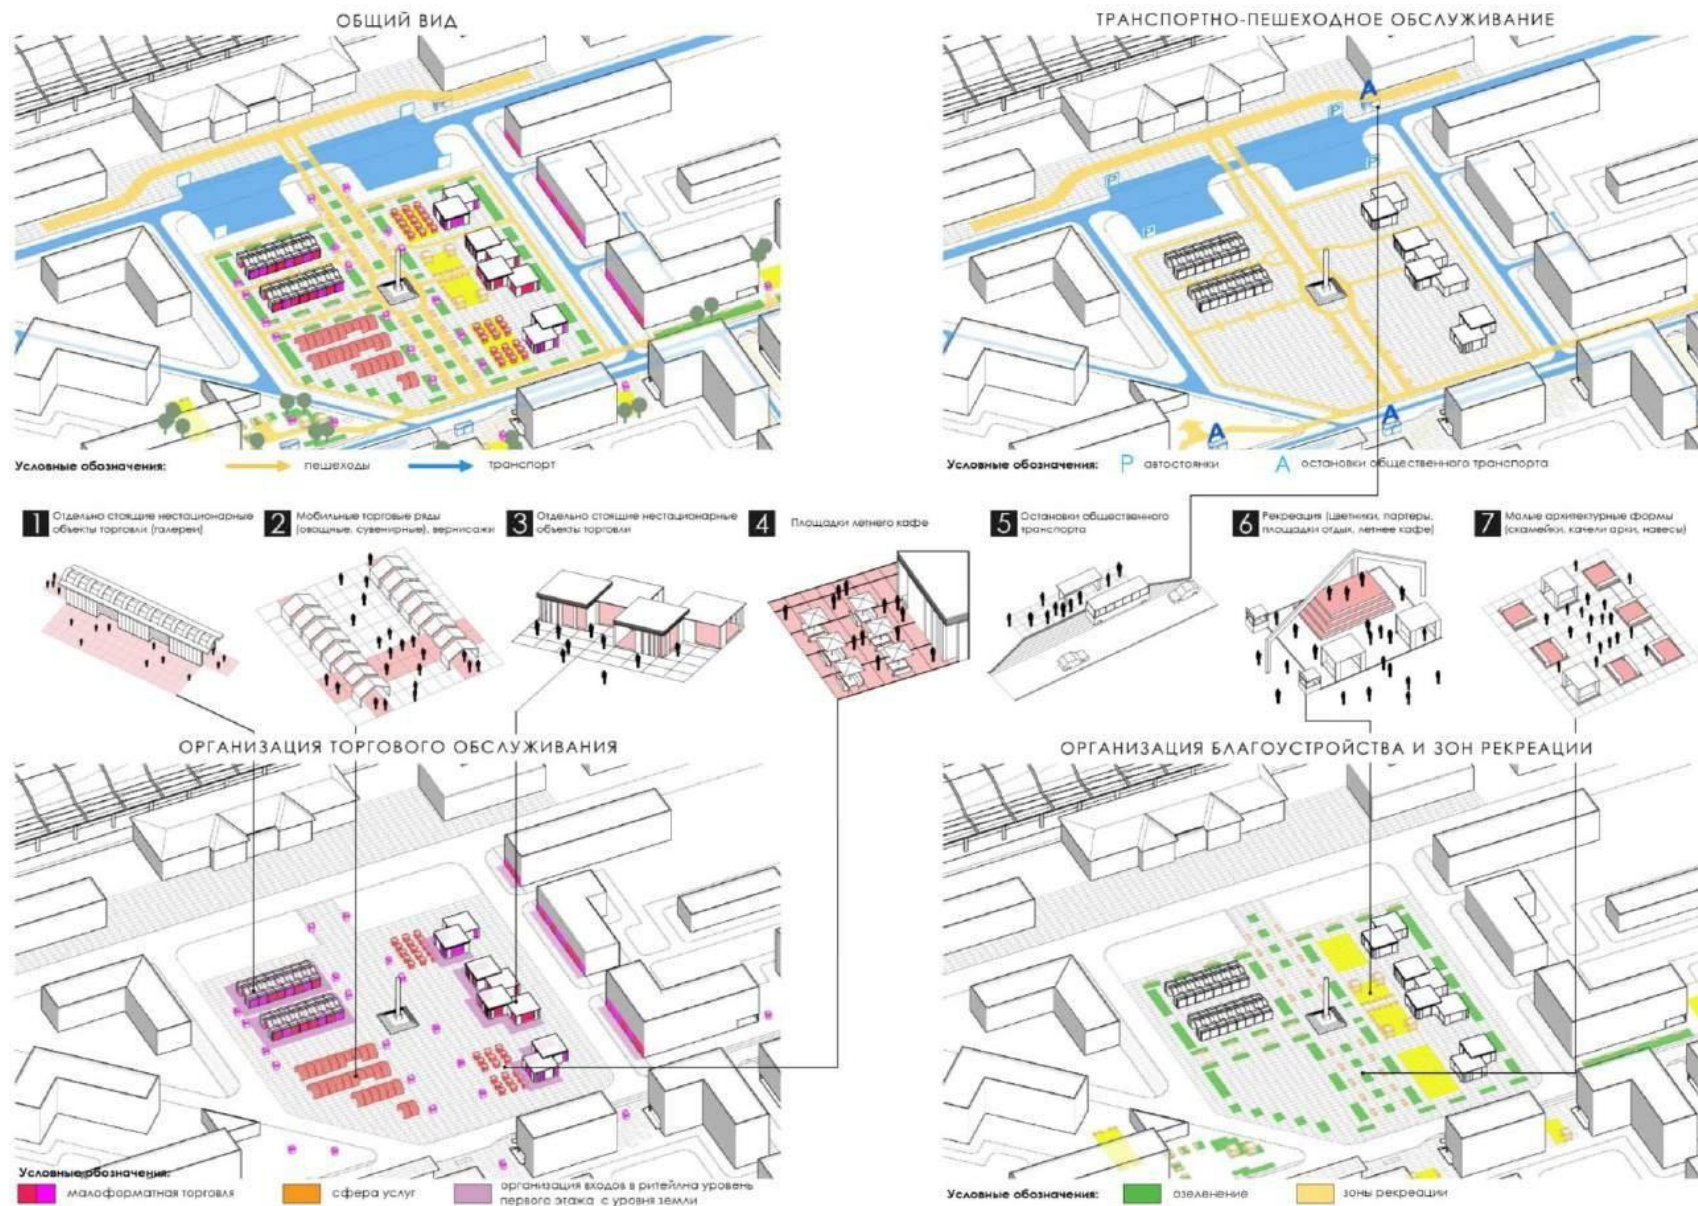 ОБЩИЙ ВИД
ТРАНСПОРТНО-ПЕШЕХОДНОЕ ОБСЛУЖИВАНИЕ
А
Р
Р
Р
Р
А
А
Условные обозначения:
пешеходы
транспорт
Условные обозначения:
Р автостоянки
А остановки общественного транспорта
1 Отдельно стоящие нестационарные
объекты торговли (галереи)
2 Мобильные торговые ряды
(овощные, сувенирные), вернисажи
3 Отдельно стоящие нестационарные
объекты торговли
4 Площадки летнего кафе
5 Остановки общественного
транспорта
6 Рекреация (цветники, партеры,
площадки отдых, летнее кафе)
7 Малые архитектурные формы
(скамейки, качели арки, навесы)
ОРГАНИЗАЦИЯ ТОРГОВОГО ОБСЛУЖИВАНИЯ
ОРГАНИЗАЦИЯ БЛАГОУСТРОЙСТВА И ЗОН РЕКРЕАЦИИ
Условные обозначения:
малоформатная торговля
сфера услуг
организация входов в ритейлна уровень
первого этажа с уровня земли
Условные обозначения:
озеленение
зоны рекреации